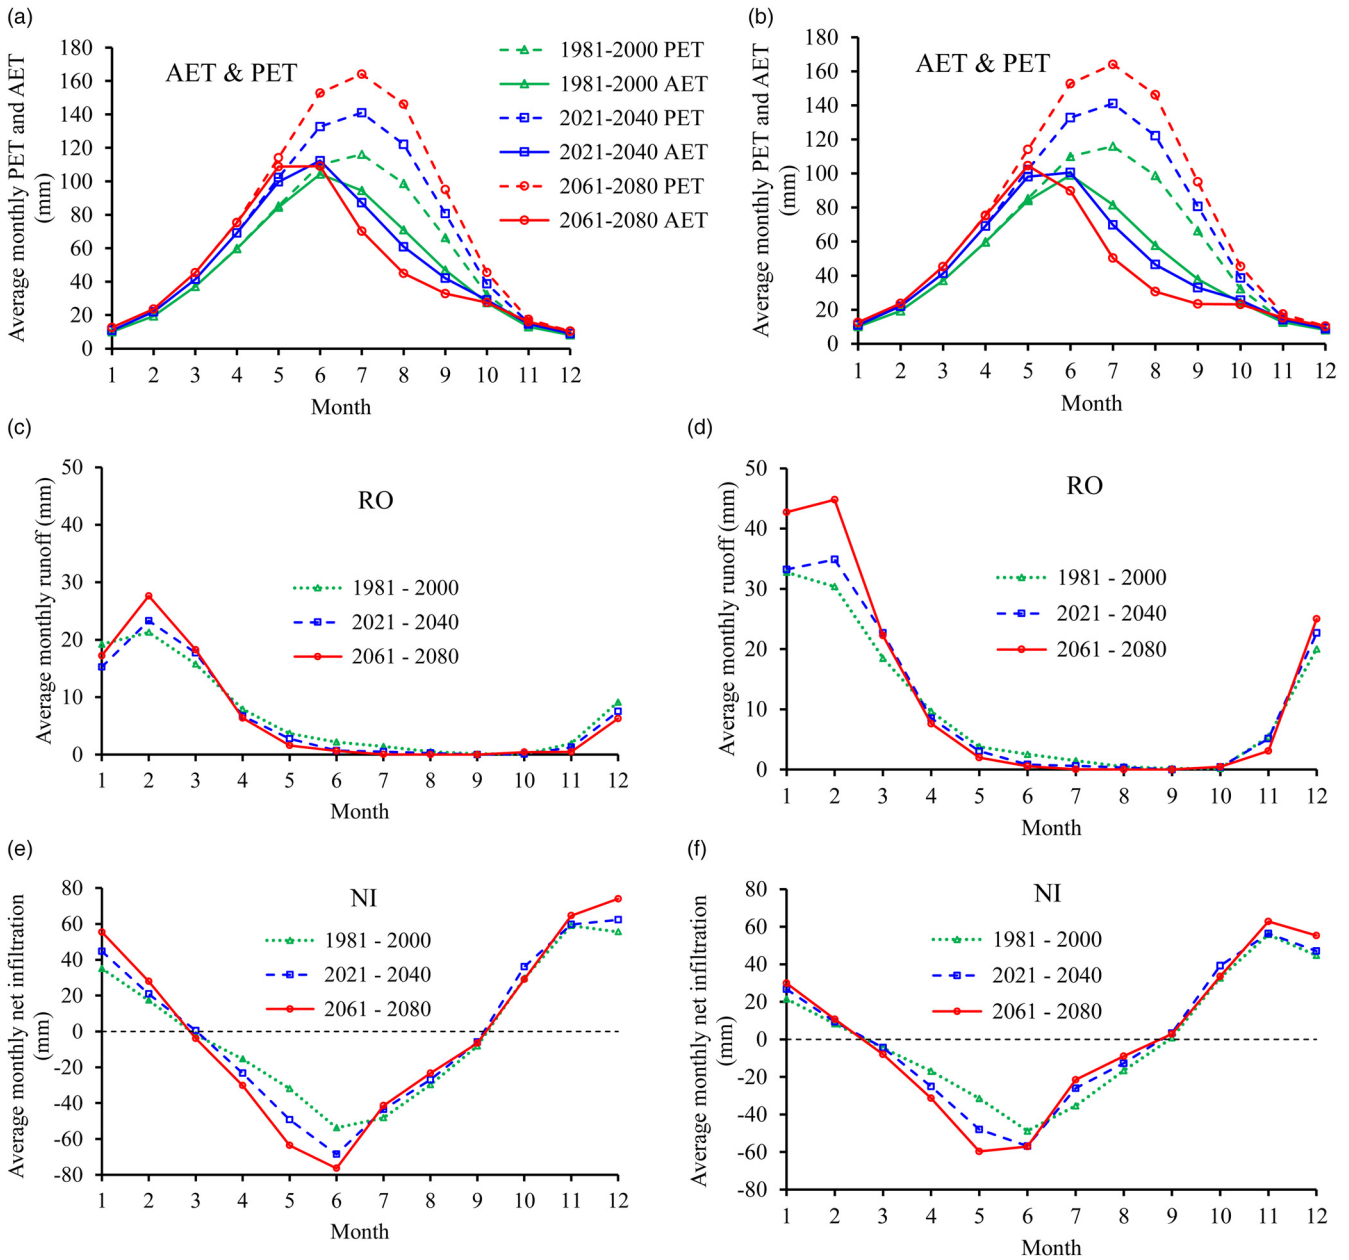 (a)
AET & PET
Average monthly PET and AET
(mm)
180
160
140
120
100
80
60
40
20
0
1 2 3 4 5 6 7 8 9 10 11 12
Month
1981-2000 PET
1981-2000 AET
2021-2040 PET
2021-2040 AET
2061-2080 PET
2061-2080 AET
(b)
AET & PET
Average monthly PET and AET
(mm)
180
160
140
120
100
80
60
40
20
0
1 2 3 4 5 6 7 8 9 10 11 12
Month
(c)
RO
Average monthly runoff (mm)
50
40
30
20
10
0
1981 - 2000
2021 - 2040
2061 - 2080
1 2 3 4 5 6 7 8 9 10 11 12
Month
(d)
RO
Average monthly runoff (mm)
50
40
30
20
10
0
1981 - 2000
2021 - 2040
2061 - 2080
1 2 3 4 5 6 7 8 9 10 11 12
Month
(e)
NI
Average monthly net infiltration
(mm)
80
60
40
20
0
-20
-40
-60
-80
1981 - 2000
2021 - 2040
2061 - 2080
1 2 3 4 5 6 7 8 9 10 11 12
Month
(f)
NI
Average monthly net infiltration
(mm)
80
60
40
20
0
-20
-40
-60
-80
1981 - 2000
2021 - 2040
2061 - 2080
1 2 3 4 5 6 7 8 9 10 11 12
Month